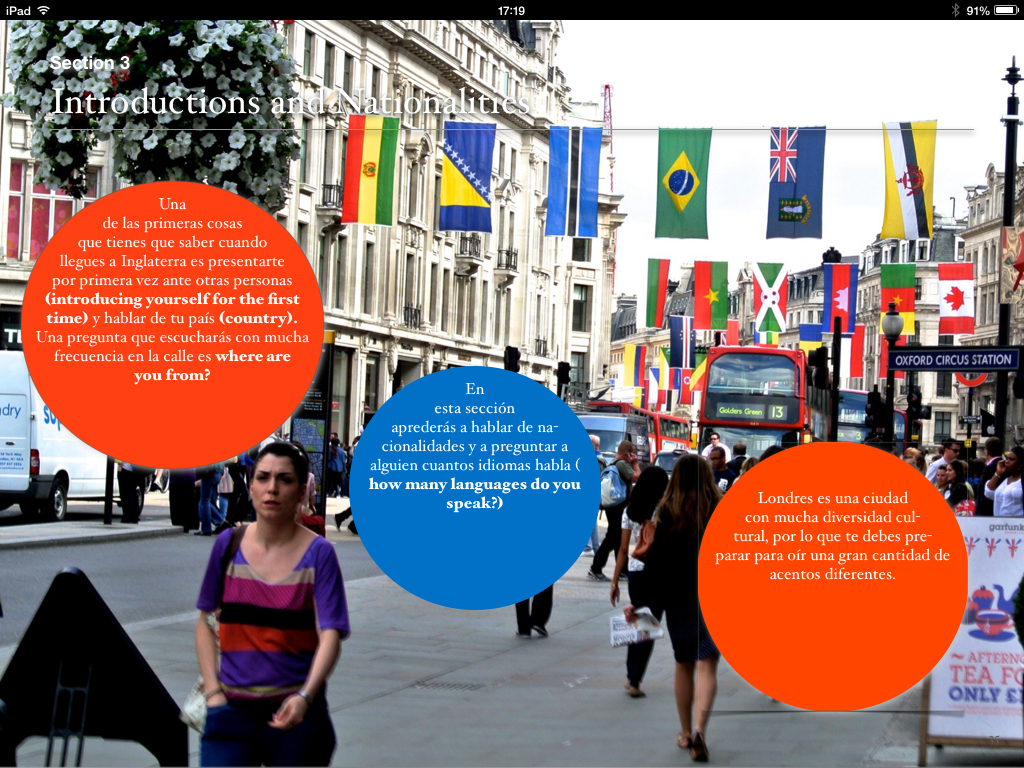 iPad
17:19
91%
Section 3
Introductions and Nationalities
Una
de las primeras cosas
que tienes que saber cuando
llegues a Inglaterra es presentarte
por primera vez ante otras personas
(introducing yourself for the first
time) y hablar de tu país (country).
Una pregunta que escucharás con mucha
frecuencia en la calle es where are
you from?
En
esta sección
aprederás a hablar de na-
cionalidades y a preguntar a
alguien cuantos idiomas habla (
how many languages do you
speak?)
Londres es una ciudad
con mucha diversidad cul-
tural, por lo que te debes pre-
parar para oír una gran cantidad de
acentos diferentes.
OXFORD CIRCUS STATION
Golders Green 13
garfunk
AFTERNO
TEA FO
ONLY £